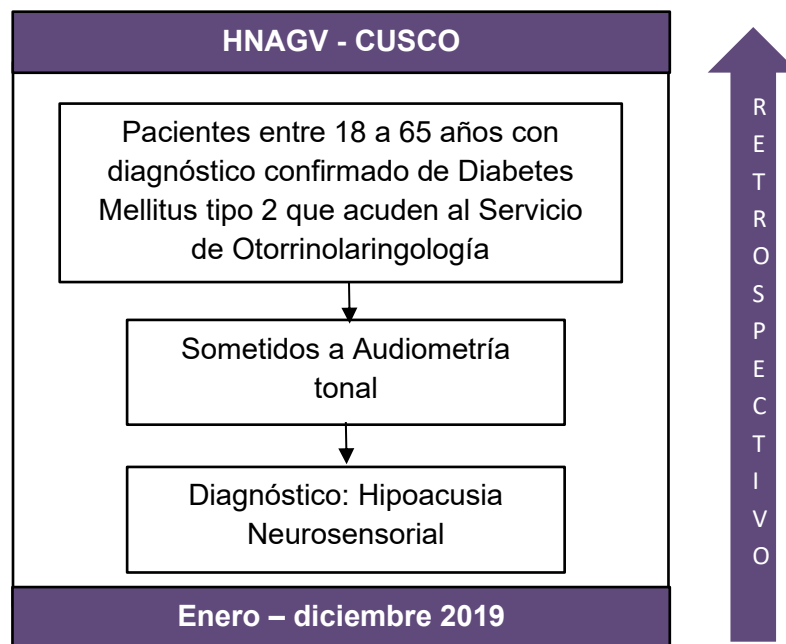 HNAGV - CUSCO
Pacientes entre 18 a 65 años con
diagnóstico confirmado de Diabetes
Mellitus tipo 2 que acuden al Servicio
de Otorrinolaringología
Sometidos a Audiometría
tonal
Diagnóstico: Hipoacusia
Neurosensorial
Enero – diciembre 2019
RETROSPECTIVO